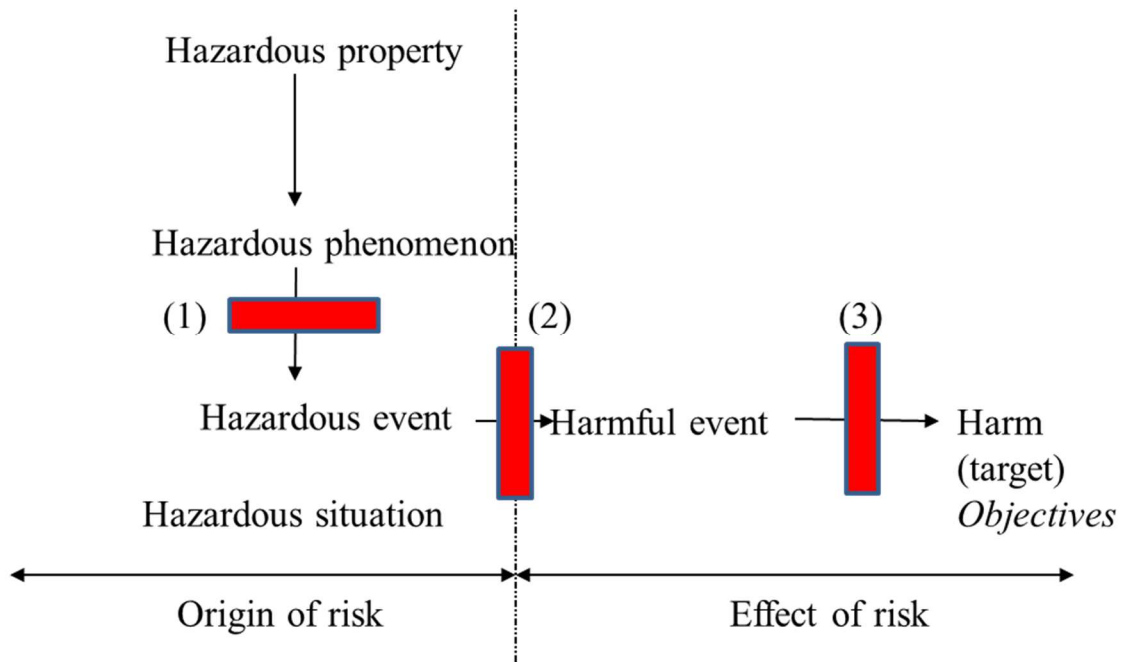 Hazardous property
Hazardous phenomenon
(1)
(2)
(3)
Hazardous event
Harmful event
Harm
(target)
Objectives
Hazardous situation
Origin of risk
Effect of risk